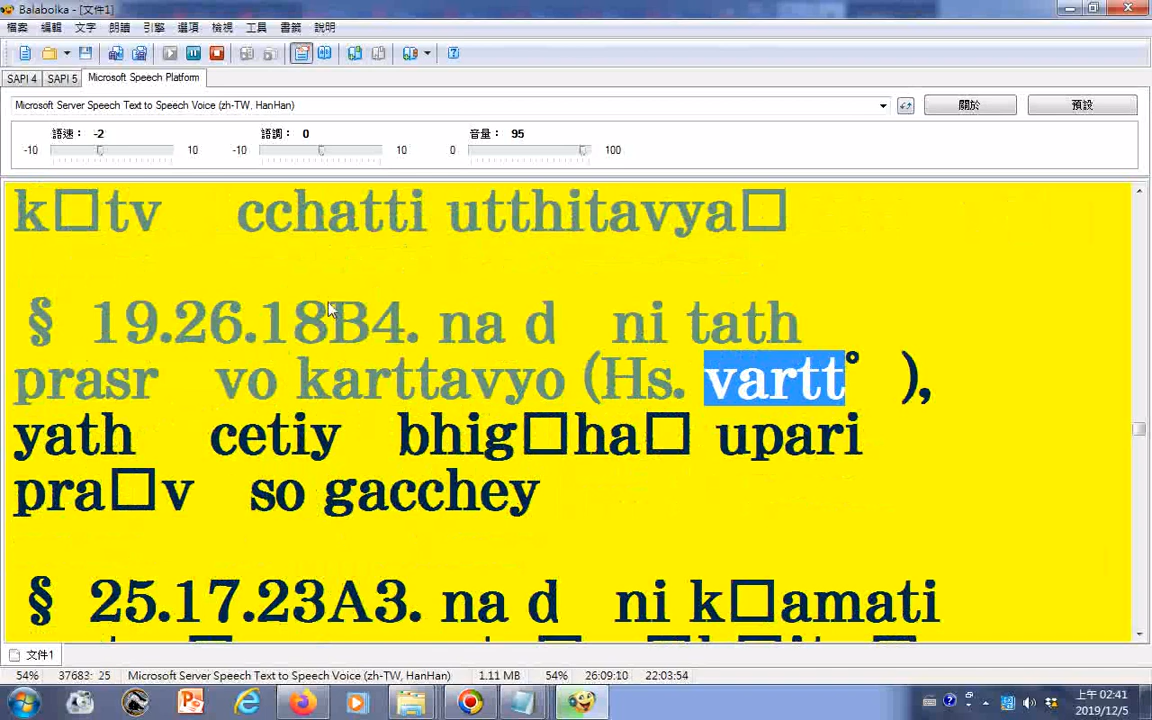 Balabolka - [文件1]
檔案 編輯 文字 朗讀 引擎 選項 檢視 工具 書籤 說明
SAPI 4 SAPI 5 Microsoft Speech Platform
Microsoft Server Speech Text to Speech Voice (zh-TW, HanHan) 關於 預設
語速： -2 語調： 0 音量： 95
-10 10 -10 10 0 100
k□tv cchatti utthitavya□
§ 19.26.18B4. na d ni tath
prasr vo karttavyo (Hs. vartt° ),
yath cetiy bhig□ha□ upari
pra□v so gacchey
§ 25.17.23A3. na d ni k□amati
文件1
54% 37683: 25 Microsoft Server Speech Text to Speech Voice (zh-TW, HanHan) 1.11 MB 54% 26:09:10 22:03:54
上午 02:41
2019/12/5